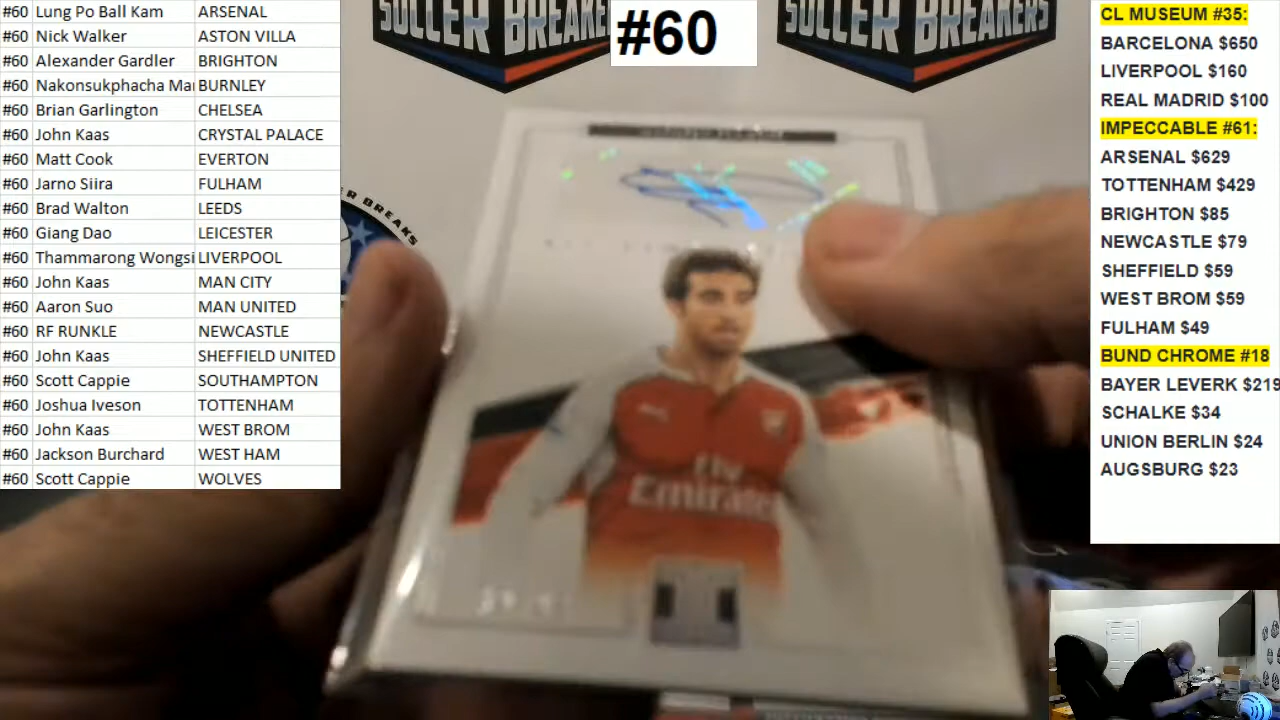 #60 Lung Po Ball Kam ARSENAL
#60 Nick Walker ASTON VILLA
#60 Alexander Gardler BRIGHTON
#60 Nakonsukphacha Mai BURNLEY
#60 Brian Garlington CHELSEA
#60 John Kaas CRYSTAL PALACE
#60 Matt Cook EVERTON
#60 Jarno Siira FULHAM
#60 Brad Walton LEEDS
#60 Giang Dao LEICESTER
#60 Thammarong Wongsi LIVERPOOL
#60 John Kaas MAN CITY
#60 Aaron Suo MAN UNITED
#60 RF RUNKLE NEWCASTLE
#60 John Kaas SHEFFIELD UNITED
#60 Scott Cappie SOUTHAMPTON
#60 Joshua Iveson TOTTENHAM
#60 John Kaas WEST BROM
#60 Jackson Burchard WEST HAM
#60 Scott Cappie WOLVES
SOCCER BREAKERS
#60
SOCCER BREAKERS
R BREAKS
Fly
Emirates
CL MUSEUM #35:
BARCELONA $650
LIVERPOOL $160
REAL MADRID $100
IMPECCABLE #61:
ARSENAL $629
TOTTENHAM $429
BRIGHTON $85
NEWCASTLE $79
SHEFFIELD $59
WEST BROM $59
FULHAM $49
BUND CHROME #18
BAYER LEVERK $219
SCHALKE $34
UNION BERLIN $24
AUGSBURG $23